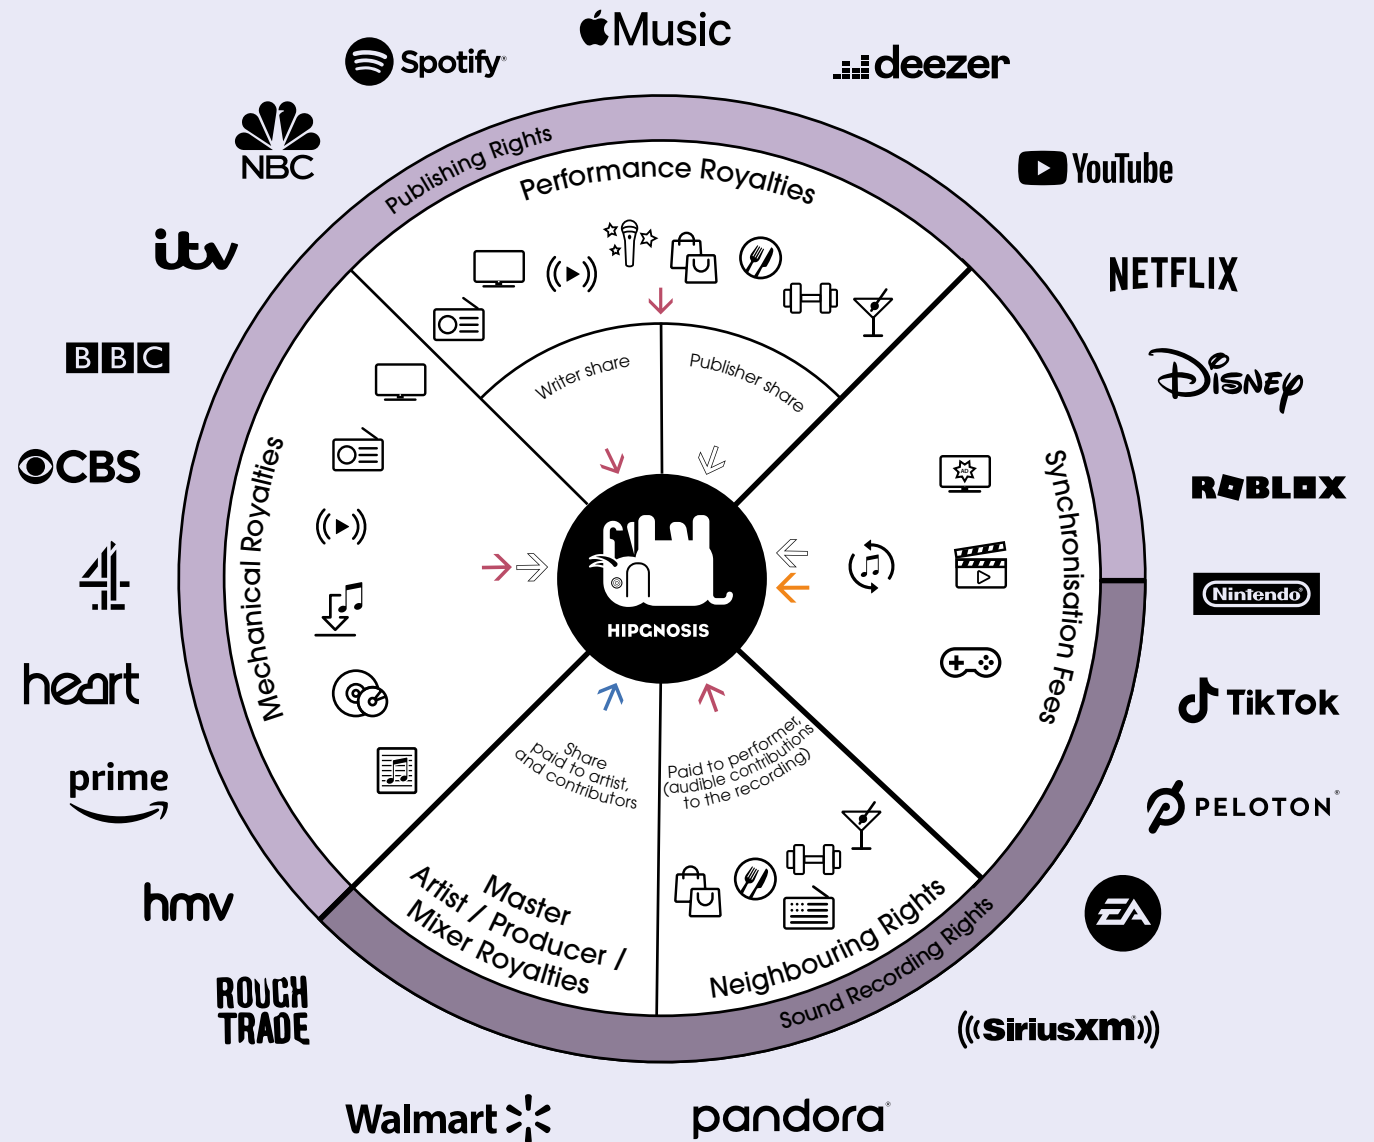 Music
Spotify
deezer
NBC
YouTube
itv
NETFLIX
BBC
Disney
CBS
ROBLOX
4
Nintendo
heart
TikTok
prime
PELOTON
hmv
EA
ROUGH
TRADE
SiriusXM
Walmart
pandora
Publishing Rights
Performance Royalties
Writer share
Publisher share
Mechanical Royalties
Synchronisation Fees
AD
HIPGNOSIS
Share
paid to artist,
and contributors
Paid to performer,
(audible contributions
to the recording)
Master
Artist / Producer /
Mixer Royalties
Neighbouring Rights
Sound Recording Rights